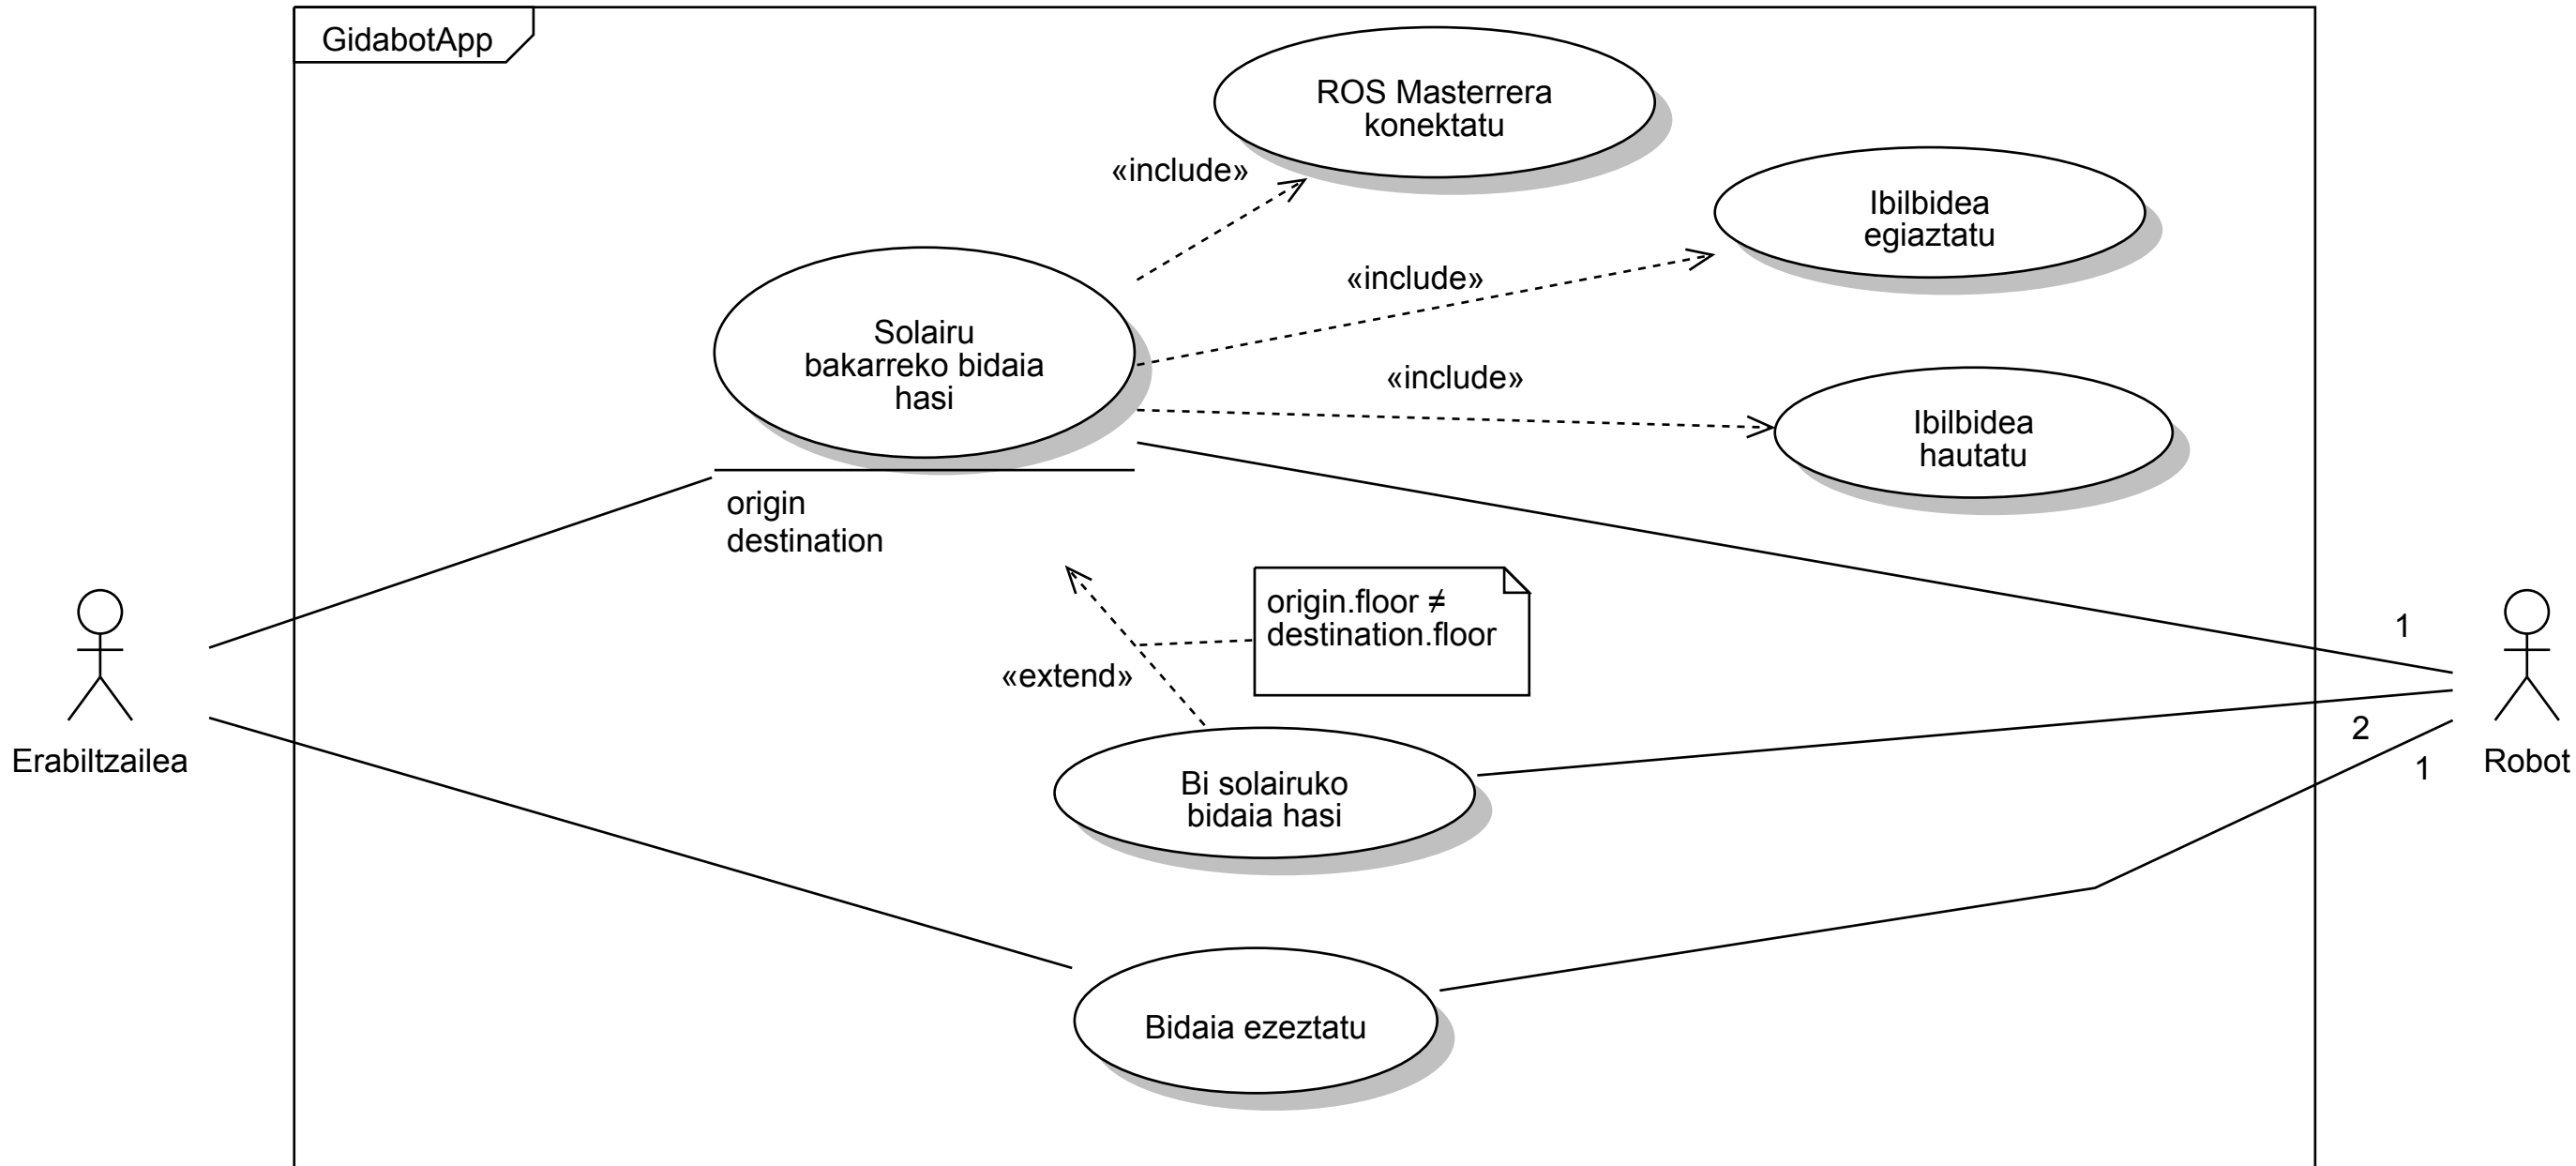 GidabotApp
ROS Masterrera
konektatu
«include»
Ibilbidea
egiaztatu
«include»
Solairu
bakarreko bidaia
hasi
«include»
Ibilbidea
hautatu
origin
destination
origin.floor ≠
destination.floor
1
«extend»
2
Erabiltzailea
1
Robot
Bi solairuko
bidaia hasi
Bidaia ezeztatu